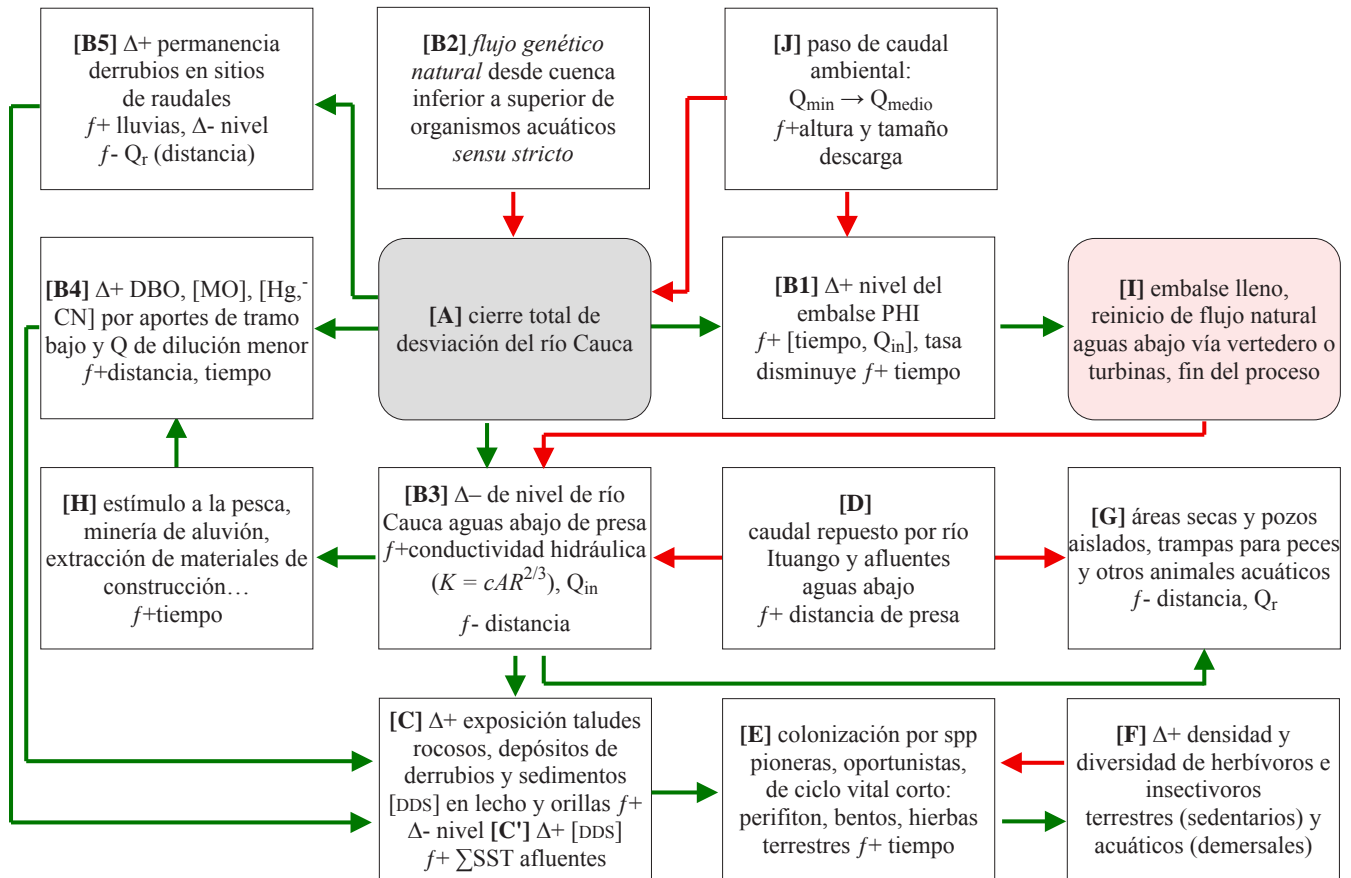 [B5] Δ+ permanencia
derrubios en sitios
de raudales
ƒ+ lluvias, Δ- nivel
ƒ- Qr (distancia)
[B2] flujo genético
natural desde cuenca
inferior a superior de
organismos acuáticos
sensu stricto
[J] paso de caudal
ambiental:
Qmin → Qmedio
ƒ+altura y tamaño
descarga
[B4] Δ+ DBO, [MO], [Hg,-
CN] por aportes de tramo
bajo y Q de dilución menor
ƒ+distancia, tiempo
[A] cierre total de
desviación del río Cauca
[B1] Δ+ nivel del
embalse PHI
ƒ+ [tiempo, Qin], tasa
disminuye ƒ+ tiempo
[I] embalse lleno,
reinicio de flujo natural
aguas abajo vía vertedero o
turbinas, fin del proceso
[H] estímulo a la pesca,
minería de aluvión,
extracción de materiales de
construcción…
ƒ+tiempo
[B3] Δ– de nivel de río
Cauca aguas abajo de presa
ƒ+conductividad hidráulica
(K = cAR2/3), Qin
ƒ- distancia
[D]
caudal repuesto por río
Ituango y afluentes
aguas abajo
ƒ+ distancia de presa
[G] áreas secas y pozos
aislados, trampas para peces
y otros animales acuáticos
ƒ- distancia, Qr
[C] Δ+ exposición taludes
rocosos, depósitos de
derrubios y sedimentos
[DDS] en lecho y orillas ƒ+
Δ- nivel [C'] Δ+ [DDS]
ƒ+ ∑SST afluentes
[E] colonización por spp
pioneras, oportunistas,
de ciclo vital corto:
perifiton, bentos, hierbas
terrestres ƒ+ tiempo
[F] Δ+ densidad y
diversidad de herbívoros e
insectivoros
terrestres (sedentarios) y
acuáticos (demersales)